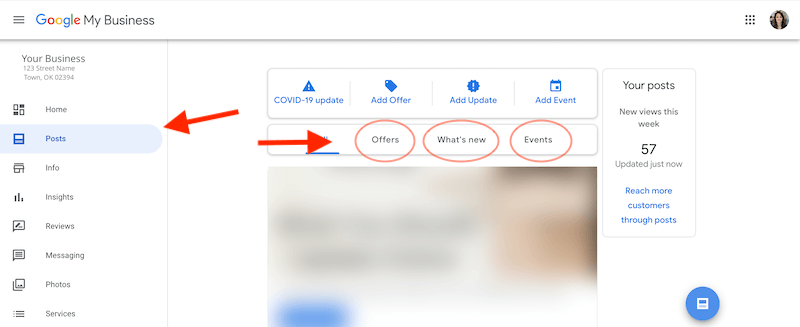 Google My Business
Your Business
123 Street Name
Town, OK 02394
Home
Posts
Info
Insights
Reviews
Messaging
Photos
Services
COVID-19 update
Add Offer
Add Update
Add Event
Offers
What's new
Events
Your posts
New views this
week
57
Updated just now
Reach more
customers
through posts